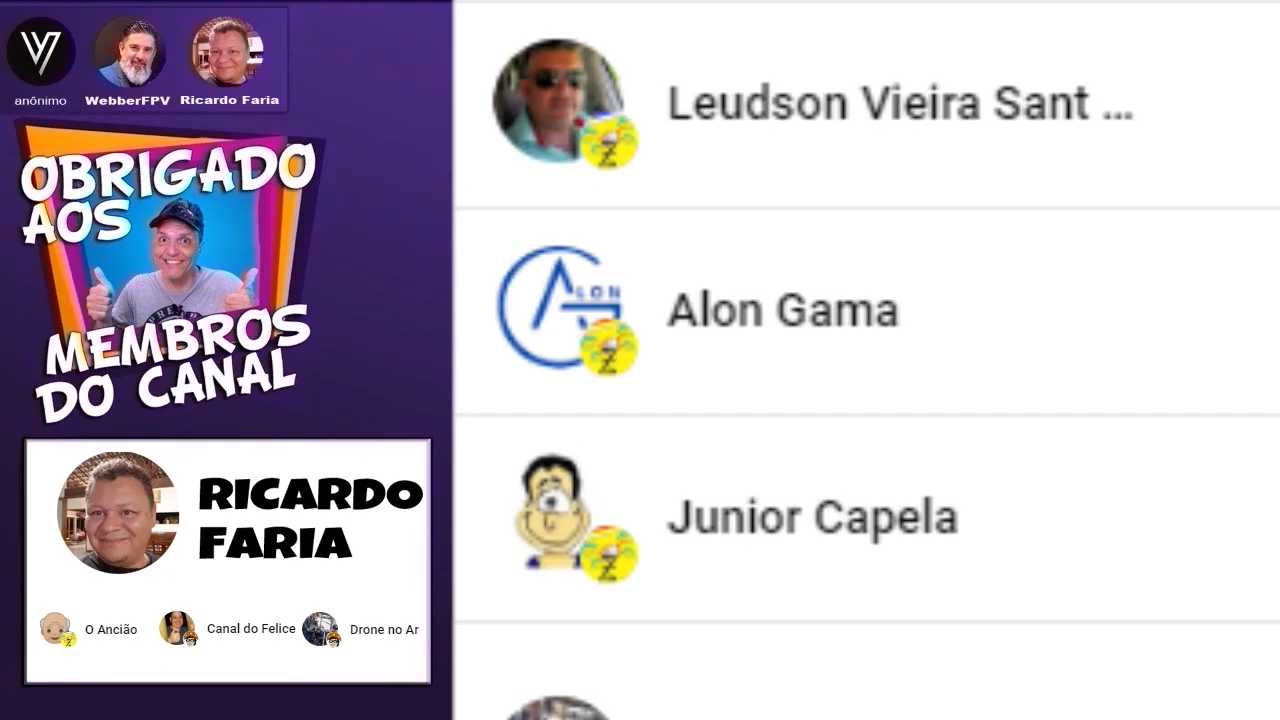 anônimo
WebberFPV
Ricardo Faria
OBRIGADO
AOS
MEMBROS
DO CANAL
RICARDO
FARIA
O Ancião
Canal do Felice
Drone no Ar
Leudson Vieira Sant ...
ALON
Alon Gama
Junior Capela